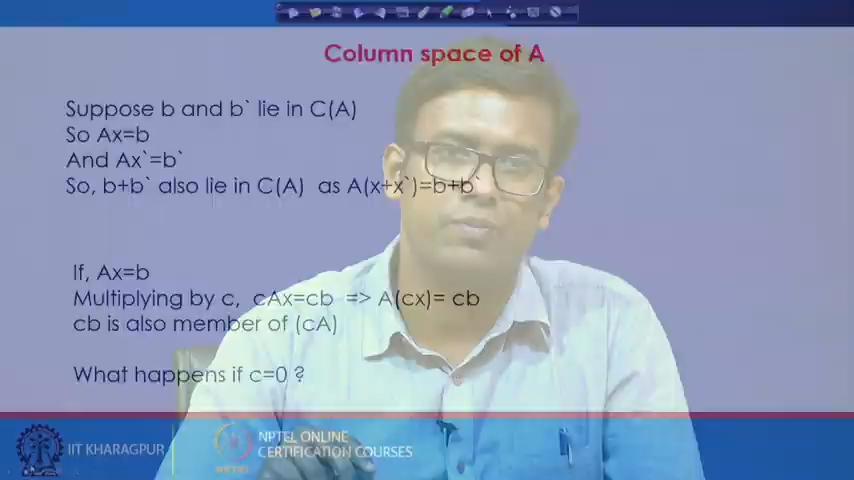 Column space of A
Suppose b and b` lie in C(A)
So Ax=b
And Ax`=b`
So, b+b` also lie in C(A) as A(x+x`)=b+b`
If, Ax=b
Multiplying by c, cAx=cb => A(cx)= cb
cb is also member of (cA)
What happens if c=0 ?
IIT KHARAGPUR
NPTEL ONLINE
CERTIFICATION COURSES
NPTEL